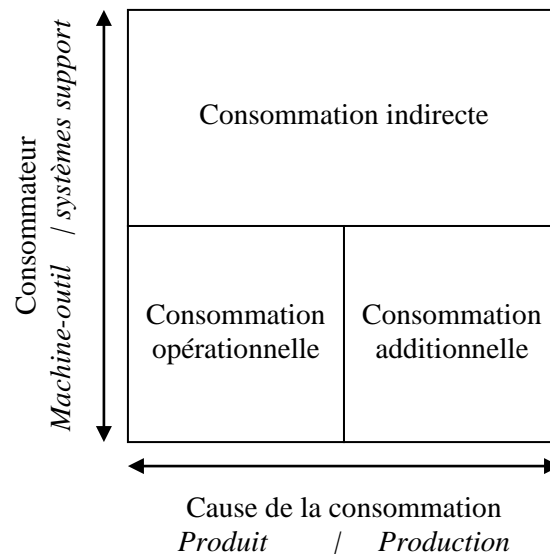 Consommateur
Machine-outil / systèmes support
Consommation indirecte
Consommation
opérationnelle
Consommation
additionnelle
Cause de la consommation
Produit / Production